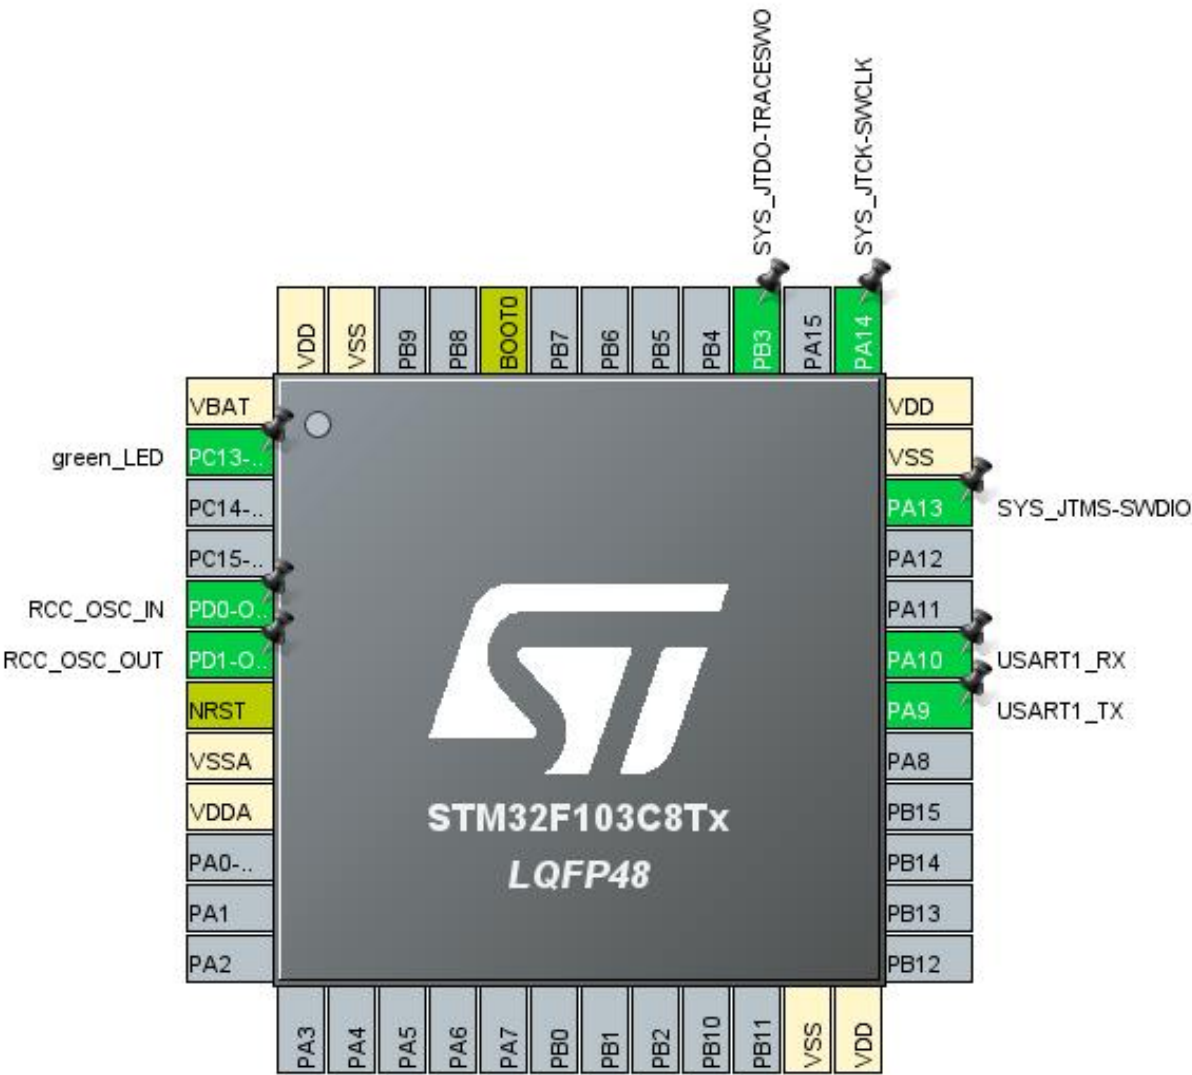 SYS_JTDO-TRACESWO
SYS_JTCK-SWCLK
VDD
VSS
PB9
PB8
BOOT0
PB7
PB6
PB5
PB4
PB3
PA15
PA14
VBAT
green_LED PC13-..
PC14-..
PC15-..
RCC_OSC_IN PD0-O..
RCC_OSC_OUT PD1-O..
NRST
VSSA
VDDA
PA0-..
PA1
PA2
ST
STM32F103C8Tx
LQFP48
VDD
VSS
PA13 SYS_JTMS-SWDIO
PA12
PA11
PA10 USART1_RX
PA9 USART1_TX
PA8
PB15
PB14
PB13
PB12
PA3
PA4
PA5
PA6
PA7
PB0
PB1
PB2
PB10
PB11
VSS
VDD